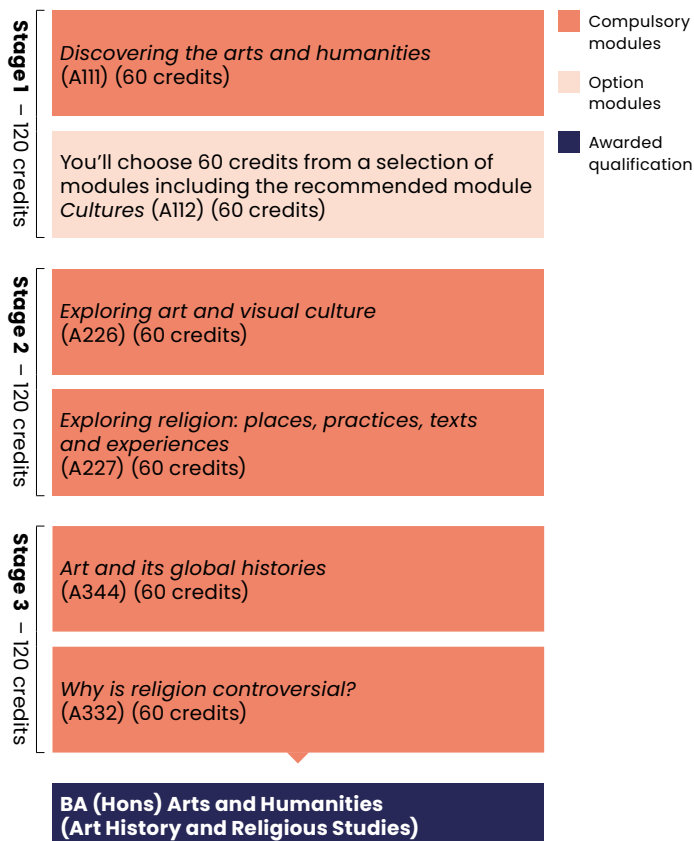 Stage 1 – 120 credits
Discovering the arts and humanities
(A111) (60 credits)
You’ll choose 60 credits from a selection of
modules including the recommended module
Cultures (A112) (60 credits)
Compulsory
modules
Option
modules
Awarded
qualification
Stage 2 – 120 credits
Exploring art and visual culture
(A226) (60 credits)
Exploring religion: places, practices, texts
and experiences
(A227) (60 credits)
Stage 3 – 120 credits
Art and its global histories
(A344) (60 credits)
Why is religion controversial?
(A332) (60 credits)
BA (Hons) Arts and Humanities
(Art History and Religious Studies)